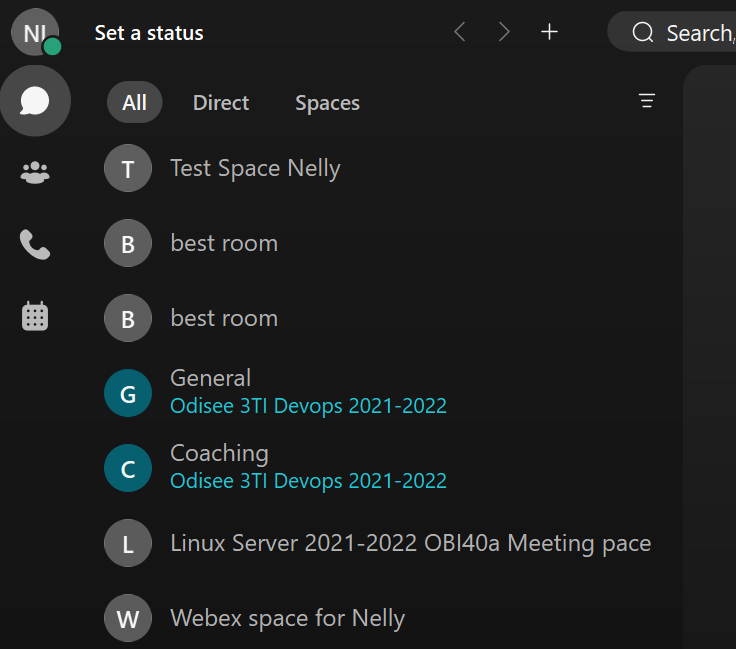 NI
Set a status
Search,
All
Direct
Spaces
T
Test Space Nelly
B
best room
B
best room
G
General
Odisee 3TI Devops 2021-2022
C
Coaching
Odisee 3TI Devops 2021-2022
L
Linux Server 2021-2022 OBI40a Meeting pace
W
Webex space for Nelly